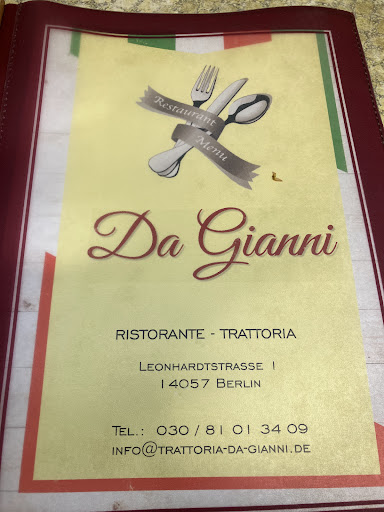 Restaurant
Menu
Da Gianni
RISTORANTE - TRATTORIA
LEONHARDTSTRASSE 1
14057 BERLIN
TEL.: 030 / 81 01 34 09
INFO@TRATTORIA-DA-GIANNI.DE